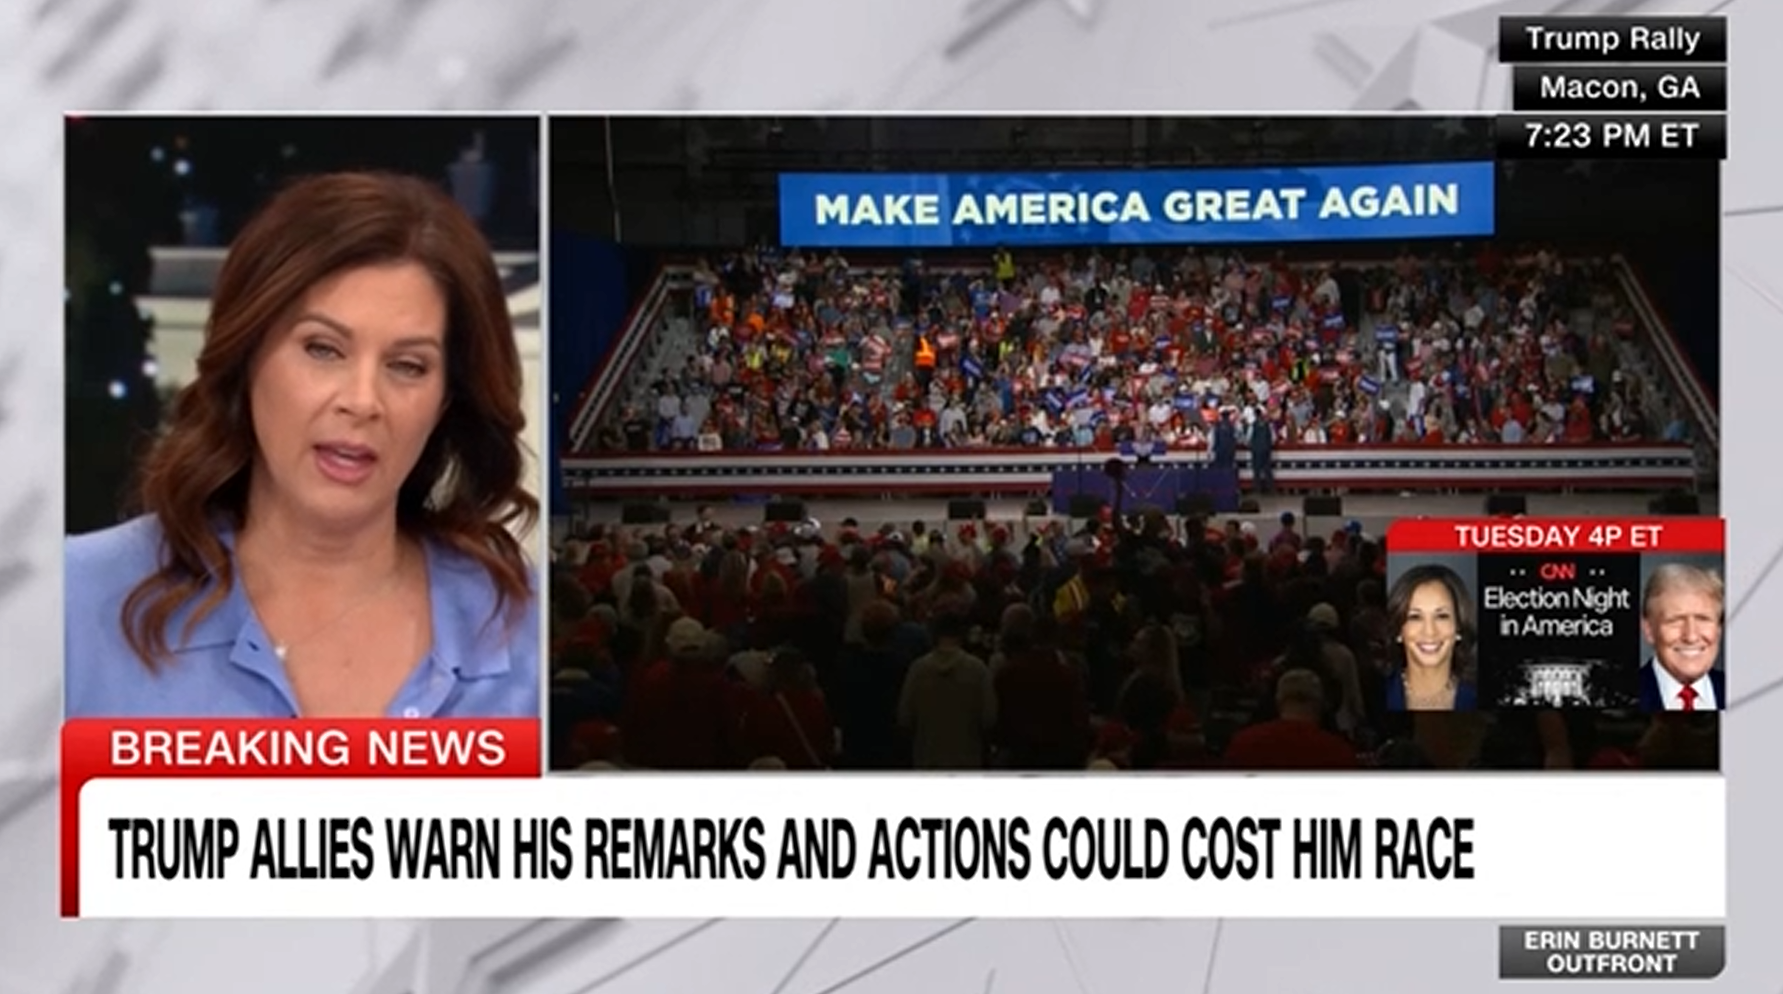 Trump Rally
Macon, GA
7:23 PM ET
MAKE AMERICA GREAT AGAIN
TUESDAY 4P ET
CNN
Election Night
in America
BREAKING NEWS
TRUMP ALLIES WARN HIS REMARKS AND ACTIONS COULD COST HIM RACE
ERIN BURNETT
OUTFRONT